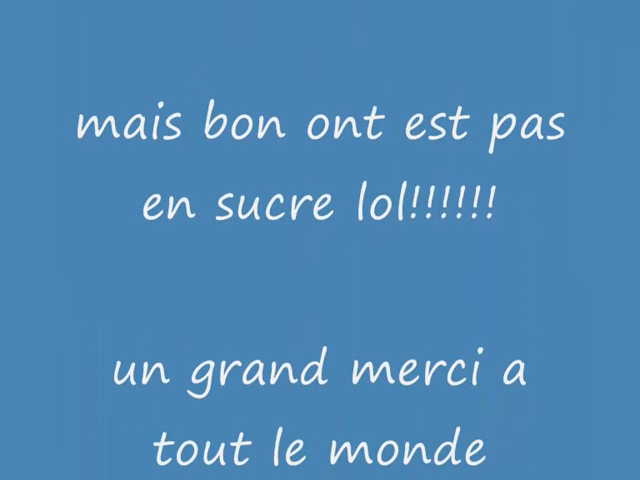 mais bon ont est pas
en sucre lol!!!!!!
un grand merci a
tout le monde